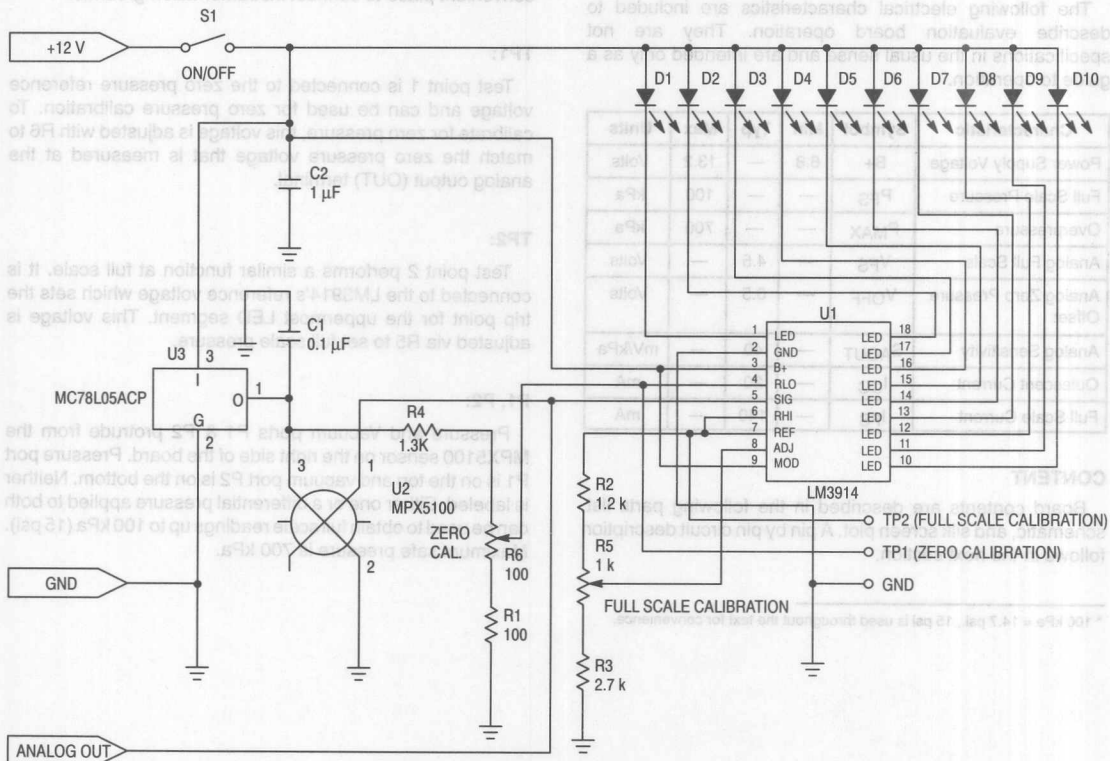 S1
+12 V
ON/OFF
D1 D2 D3 D4 D5 D6 D7 D8 D9 D10
C2
1 µF
C1
0.1 µF
U3
3
MC78L05ACP
I
O
1
G
2
R4
1.3K
3
1
U2
MPX5100
2
ZERO
CAL.
R6
100
R1
100
GND
ANALOG OUT
U1
1 LED LED 18
2 GND LED 17
3 B+ LED 16
4 RLO LED 15
5 SIG LED 14
6 RHI LED 13
7 REF LED 12
8 ADJ LED 11
9 MOD LED 10
LM3914
R2
1.2 k
R5
1 k
FULL SCALE CALIBRATION
R3
2.7 k
TP2 (FULL SCALE CALIBRATION)
TP1 (ZERO CALIBRATION)
GND